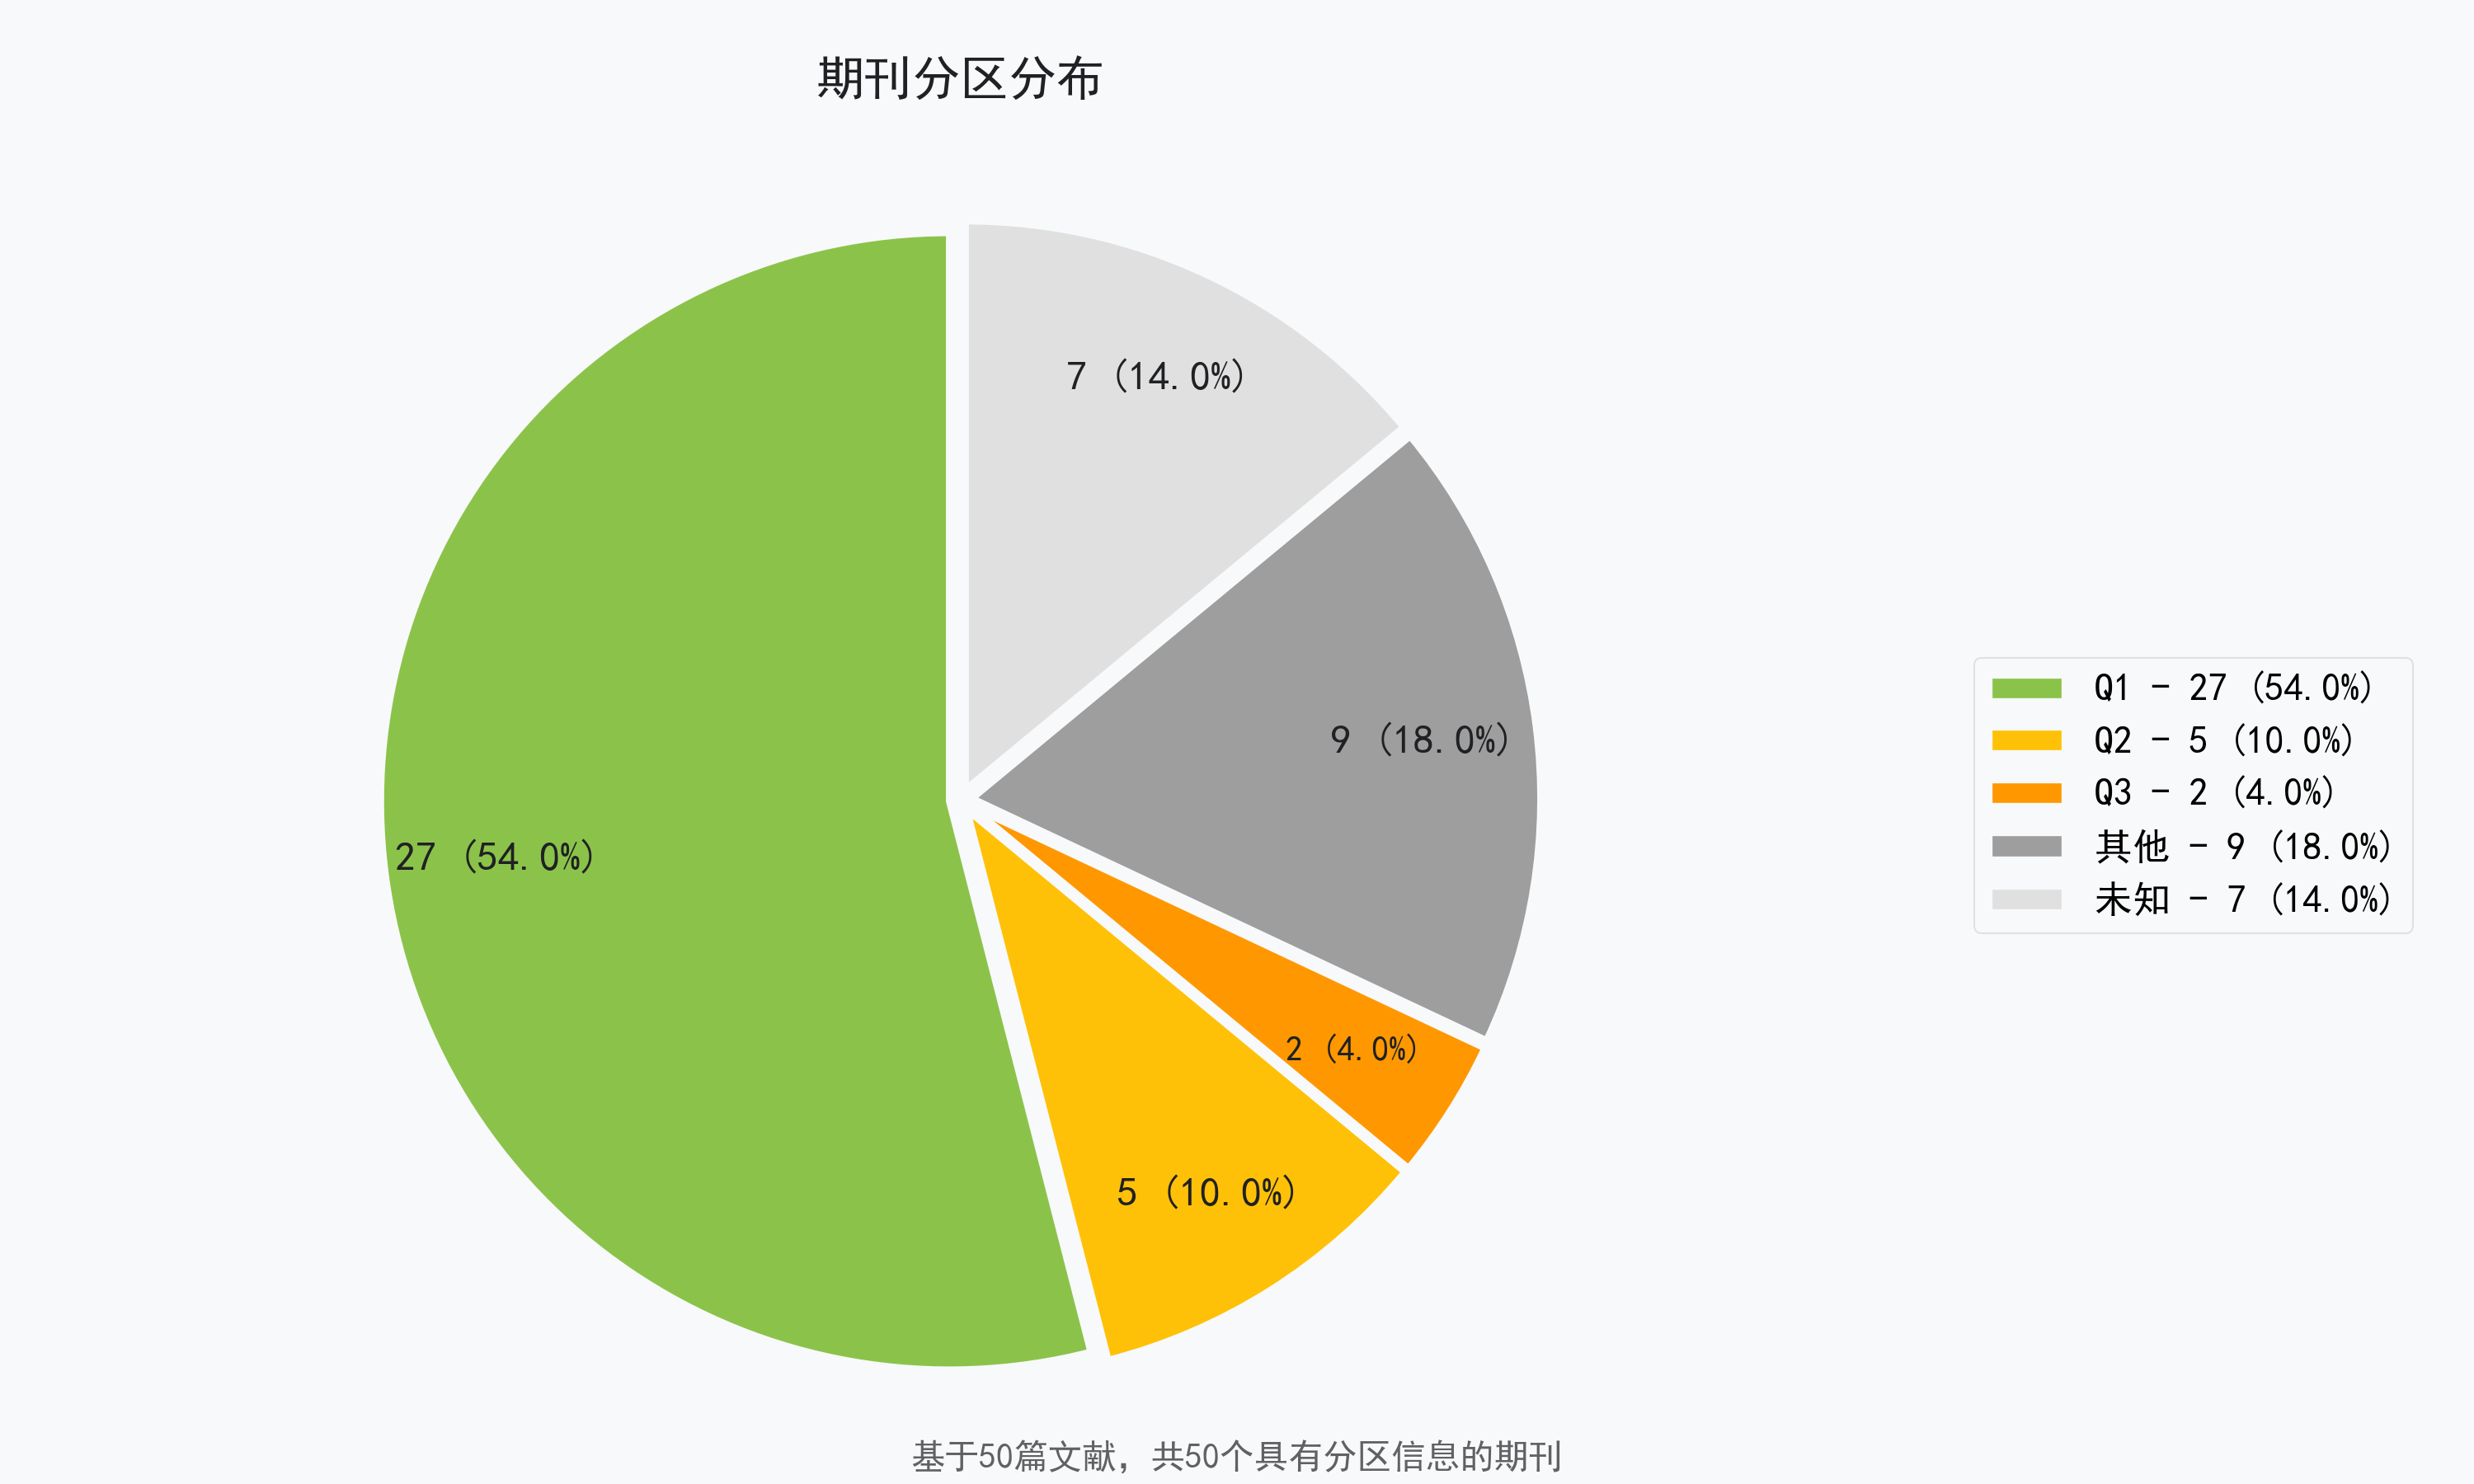 期刊分区分布
7 (14.0%)
9 (18.0%)
27 (54.0%)
2 (4.0%)
5 (10.0%)
Q1 - 27 (54.0%)
Q2 - 5 (10.0%)
Q3 - 2 (4.0%)
其他 - 9 (18.0%)
未知 - 7 (14.0%)
基于50篇文献，共50个具有分区信息的期刊